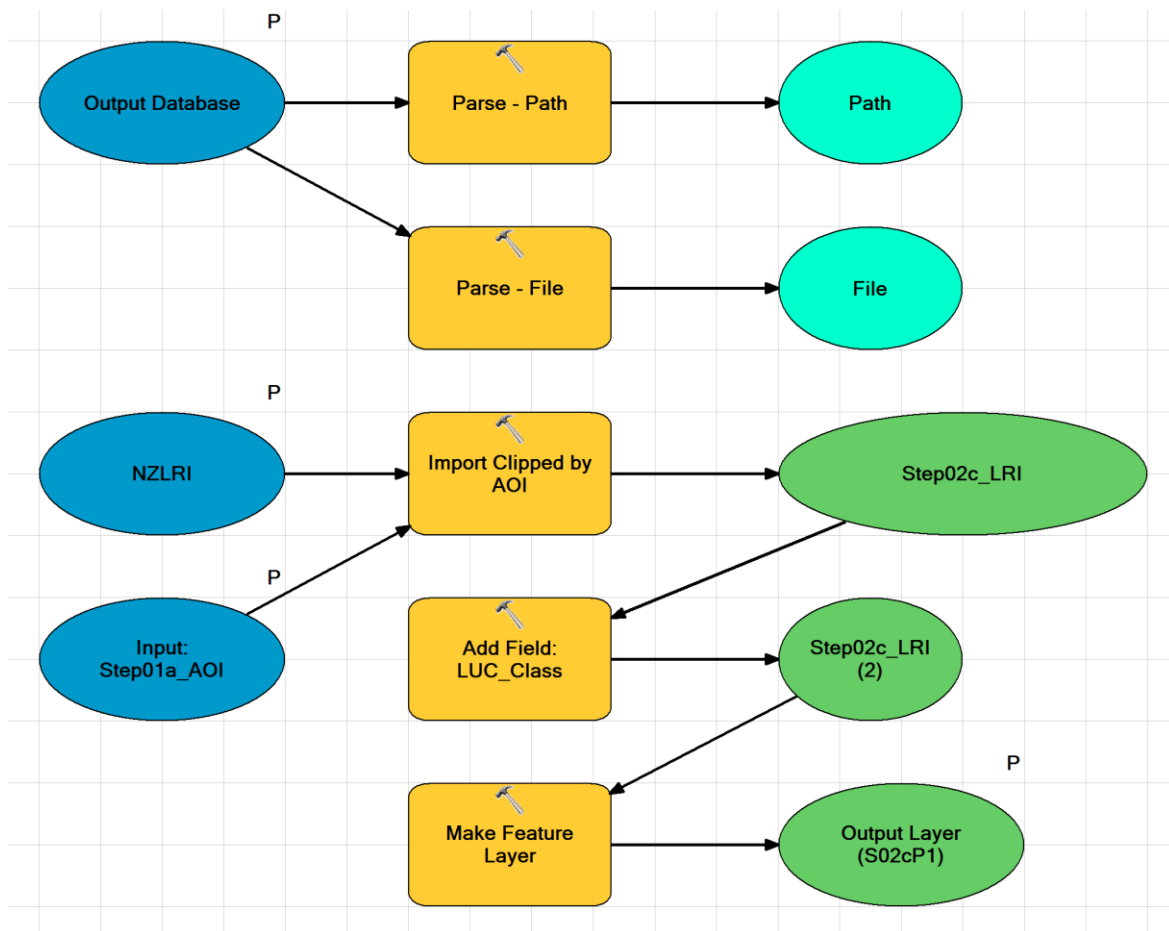 P
Output Database
Parse - Path
Path
Parse - File
File
P
NZLRI
Import Clipped by
AOI
Step02c_LRI
P
Input:
Step01a_AOI
Add Field:
LUC_Class
Step02c_LRI
(2)
P
Make Feature
Layer
Output Layer
(S02cP1)